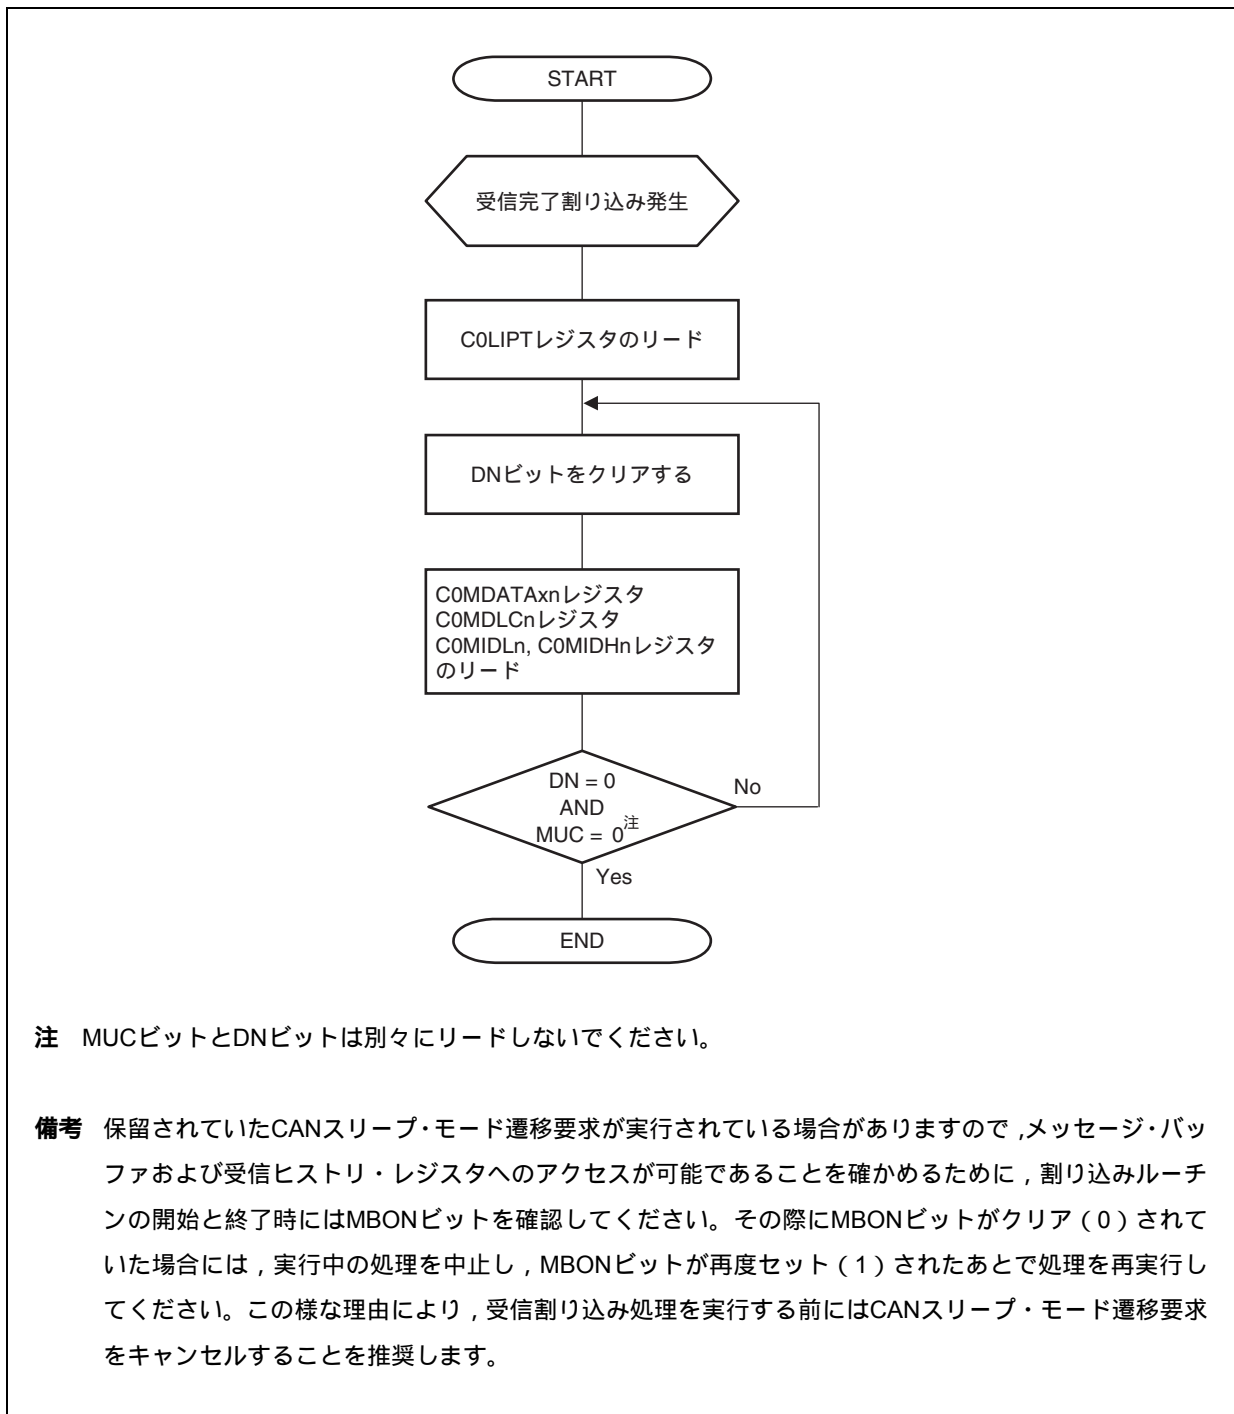 START
受信完了割り込み発生
C0LIPTレジスタのリード
DNビットをクリアする
C0MDATAxnレジスタ
C0MDLCnレジスタ
C0MIDLn, C0MIDHnレジスタ
のリード
DN = 0
AND
MUC = 0注
No
Yes
END
注 MUCビットとDNビットは別々にリードしないでください。
備考 保留されていたCANスリープ・モード遷移要求が実行されている場合がありますので，メッセージ・バッ
ファおよび受信ヒストリ・レジスタへのアクセスが可能であることを確かめるために，割り込みルーチ
ンの開始と終了時にはMBONビットを確認してください。その際にMBONビットがクリア（0）されて
いた場合には，実行中の処理を中止し，MBONビットが再度セット（1）されたあとで処理を再実行し
てください。この様な理由により，受信割り込み処理を実行する前にはCANスリープ・モード遷移要求
をキャンセルすることを推奨します。